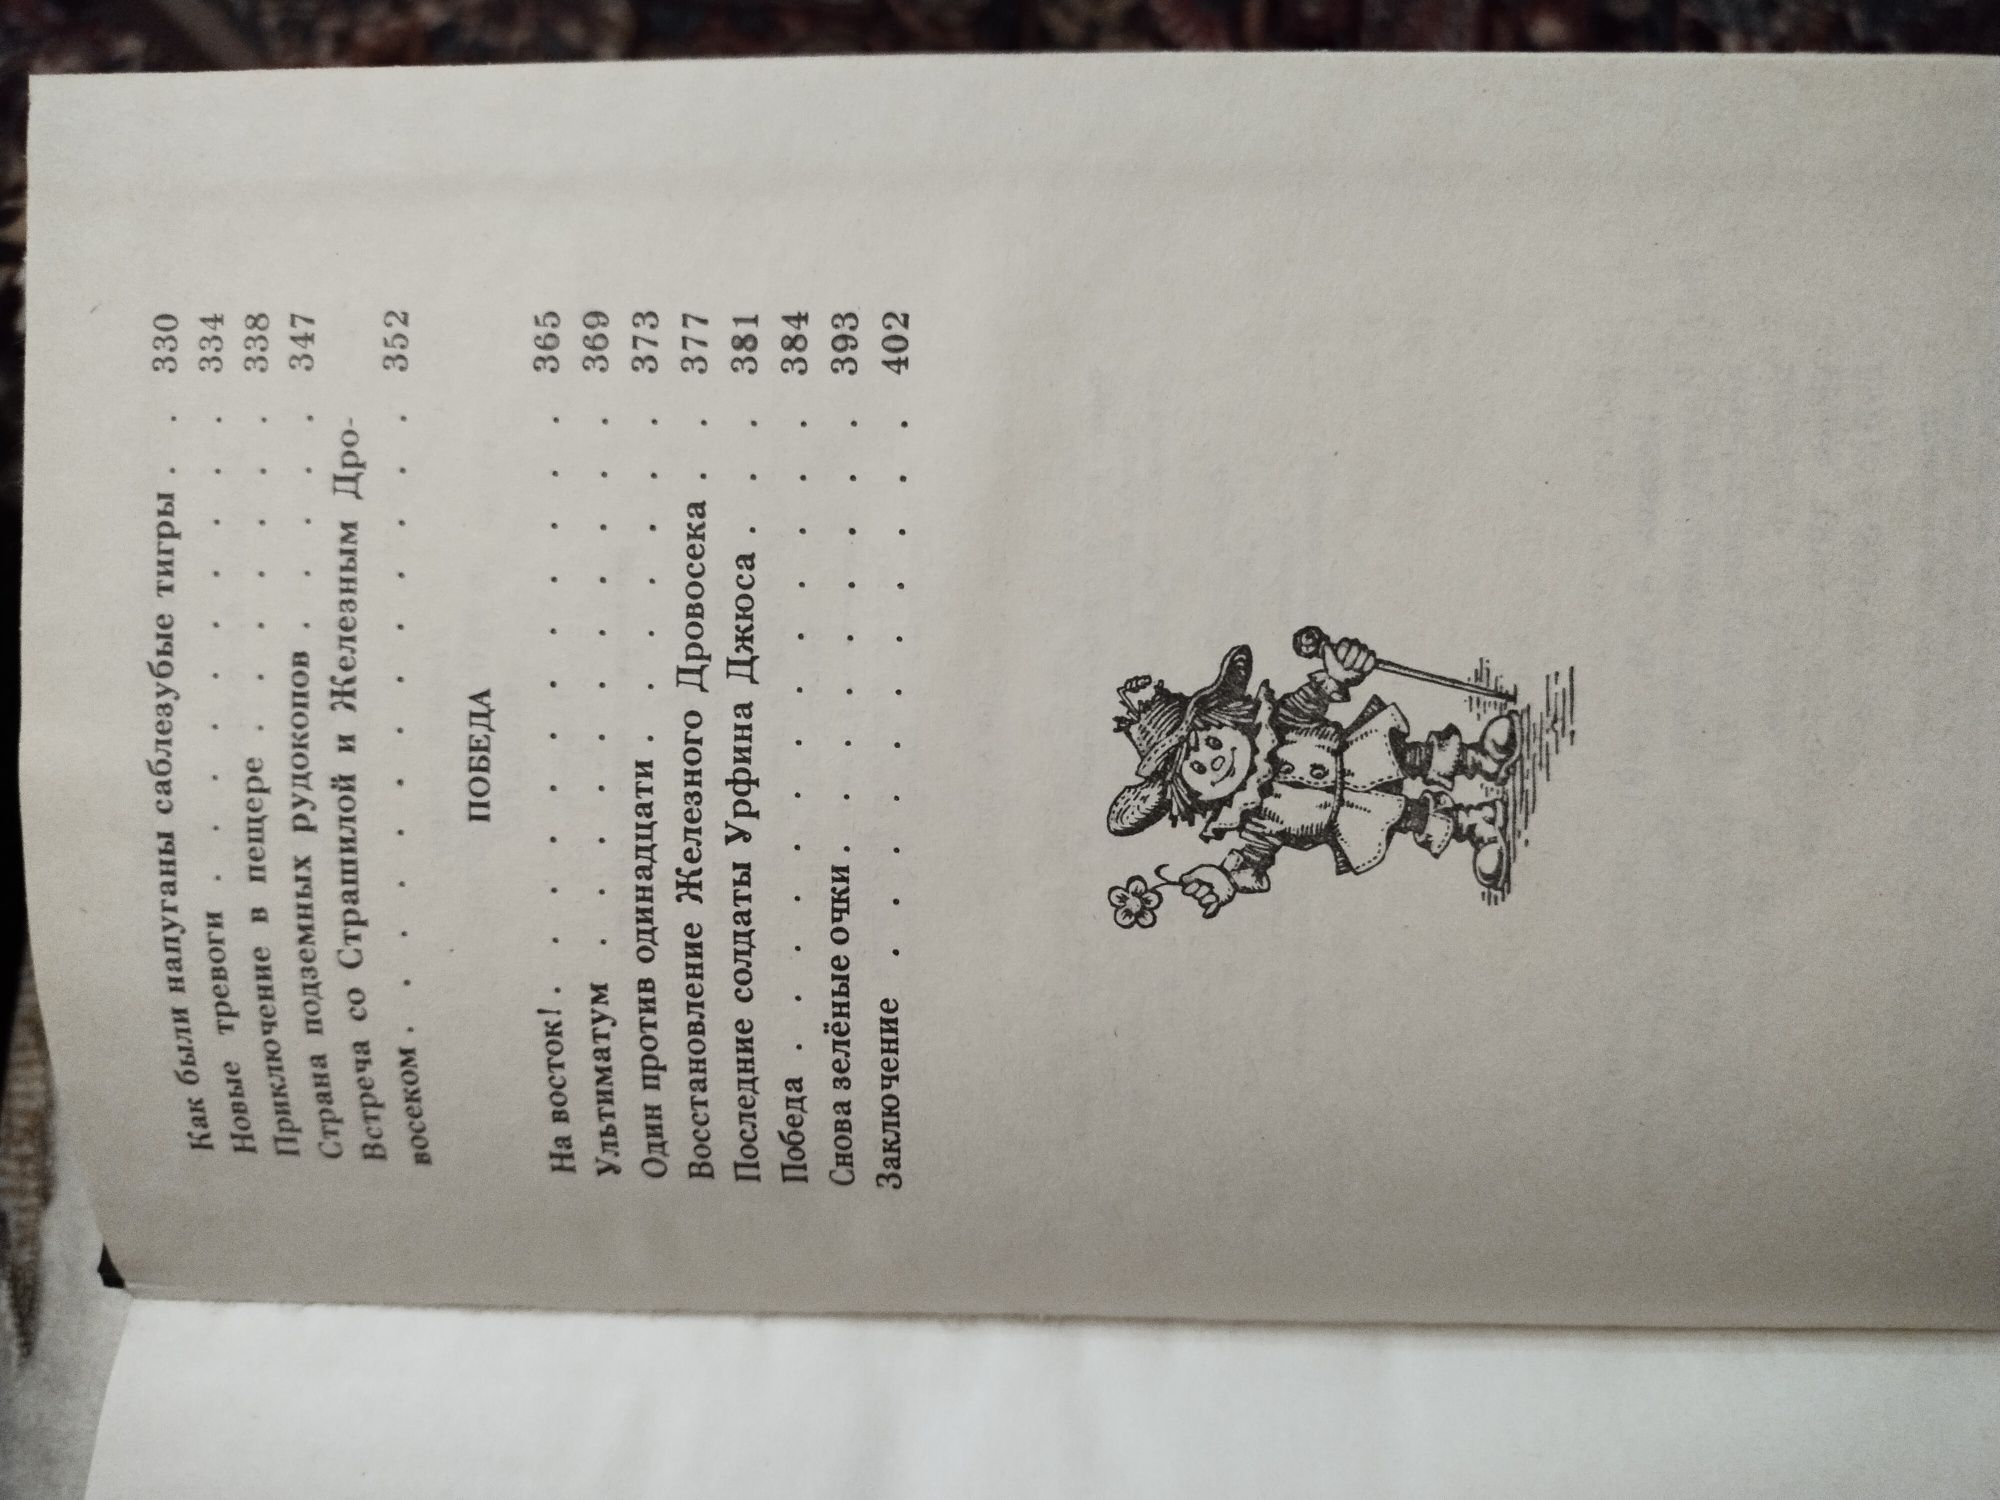 Как были напуганы саблезубые тигры . . 330
Новые тревоги . . . . . . . . . . 334
Приключение в пещере . . . . . . . 338
Страна подземных рудокопов . . . . . 347
Встреча со Страшилой и Железным Дро-
восеком . . . . . . . . . . . . . 352
ПОБЕДА
На восток! . . . . . . . . . . . . 365
Ультиматум . . . . . . . . . . . 369
Один против одинадцати . . . . . . . 373
Восстановление Железного Дровосека . . 377
Последние солдаты Урфина Джюса . . . 381
Победа . . . . . . . . . . . . . 384
Снова зелёные очки . . . . . . . . . 393
Заключение . . . . . . . . . . . 402